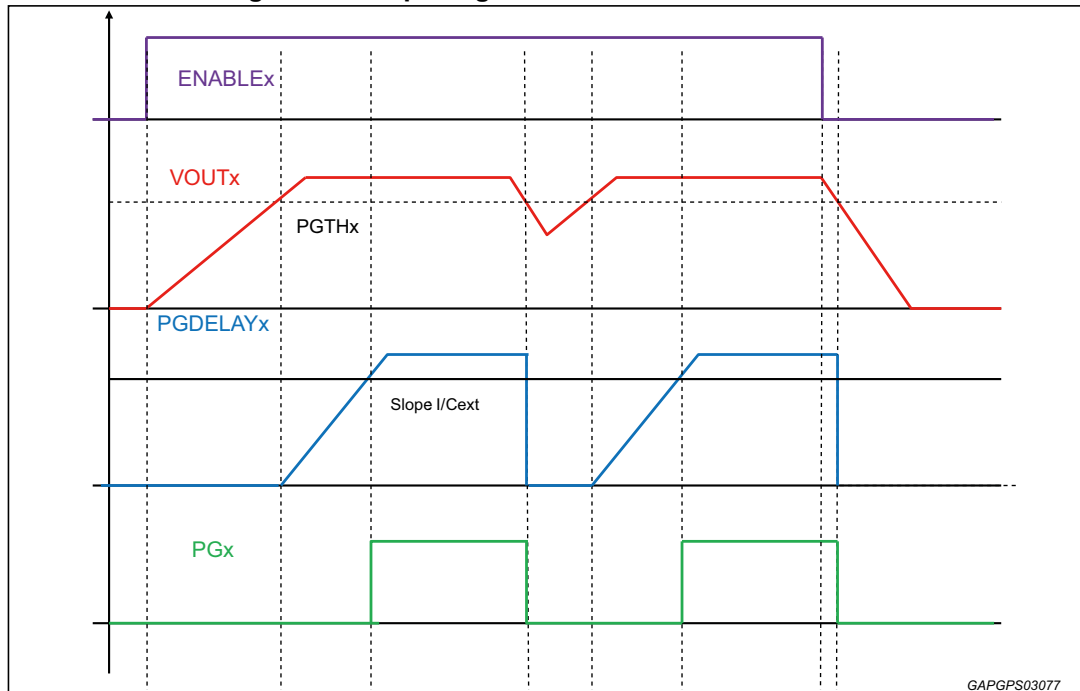 ENABLEx
VOUTx
PGTHx
PGDELAYx
Slope I/Cext
PGx
GAPGPS03077